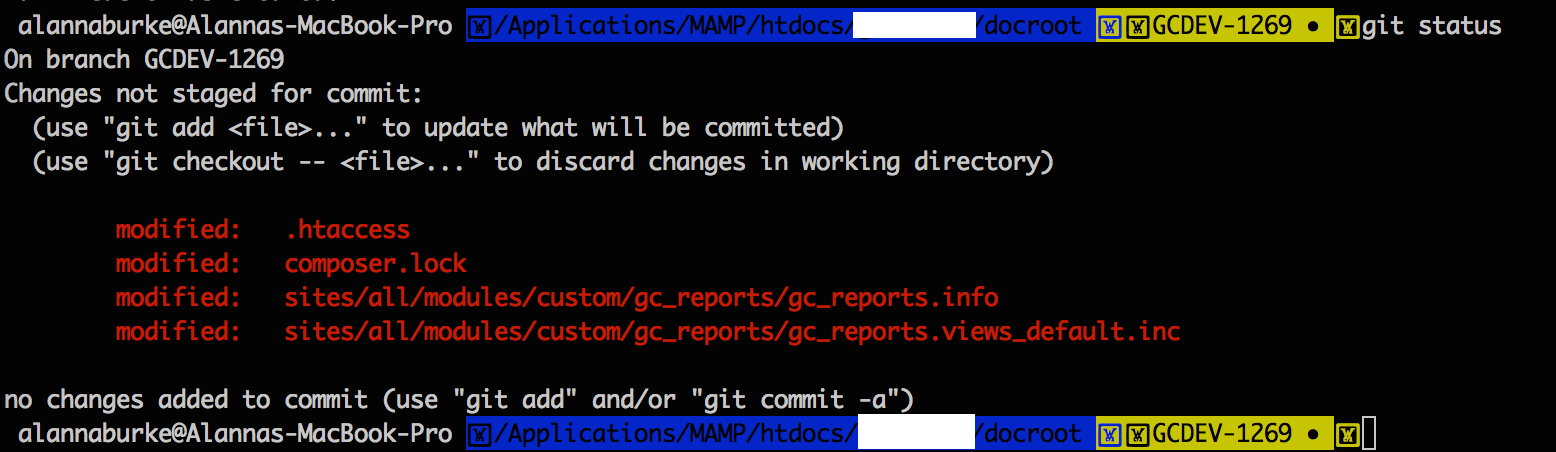 alannaburke@Alannas-MacBook-Pro /Applications/MAMP/htdocs/ /docroot GCDEV-1269 • git status
On branch GCDEV-1269
Changes not staged for commit:
(use "git add <file>..." to update what will be committed)
(use "git checkout -- <file>..." to discard changes in working directory)
modified: .htaccess
modified: composer.lock
modified: sites/all/modules/custom/gc_reports/gc_reports.info
modified: sites/all/modules/custom/gc_reports/gc_reports.views_default.inc
no changes added to commit (use "git add" and/or "git commit -a")
alannaburke@Alannas-MacBook-Pro /Applications/MAMP/htdocs/ /docroot GCDEV-1269 •